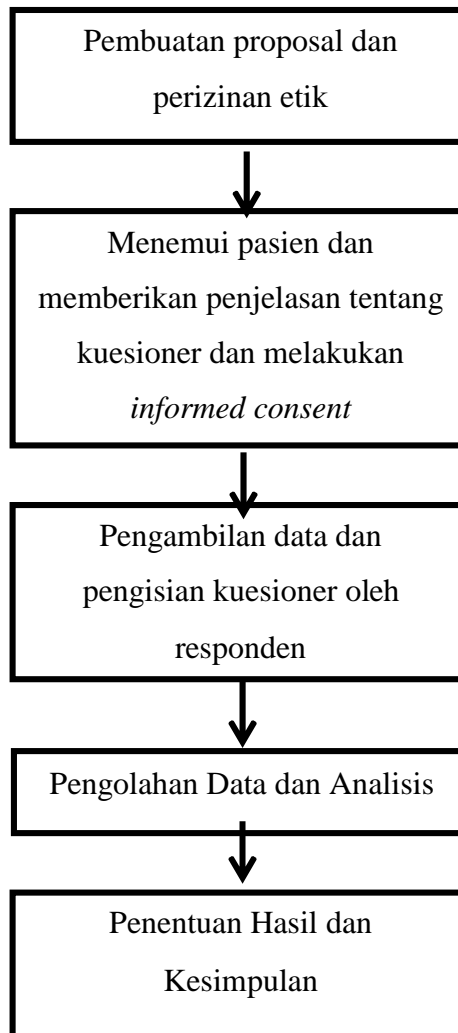 Pembuatan proposal dan
perizinan etik
Menemui pasien dan
memberikan penjelasan tentang
kuesioner dan melakukan
informed consent
Pengambilan data dan
pengisian kuesioner oleh
responden
Pengolahan Data dan Analisis
Penentuan Hasil dan
Kesimpulan